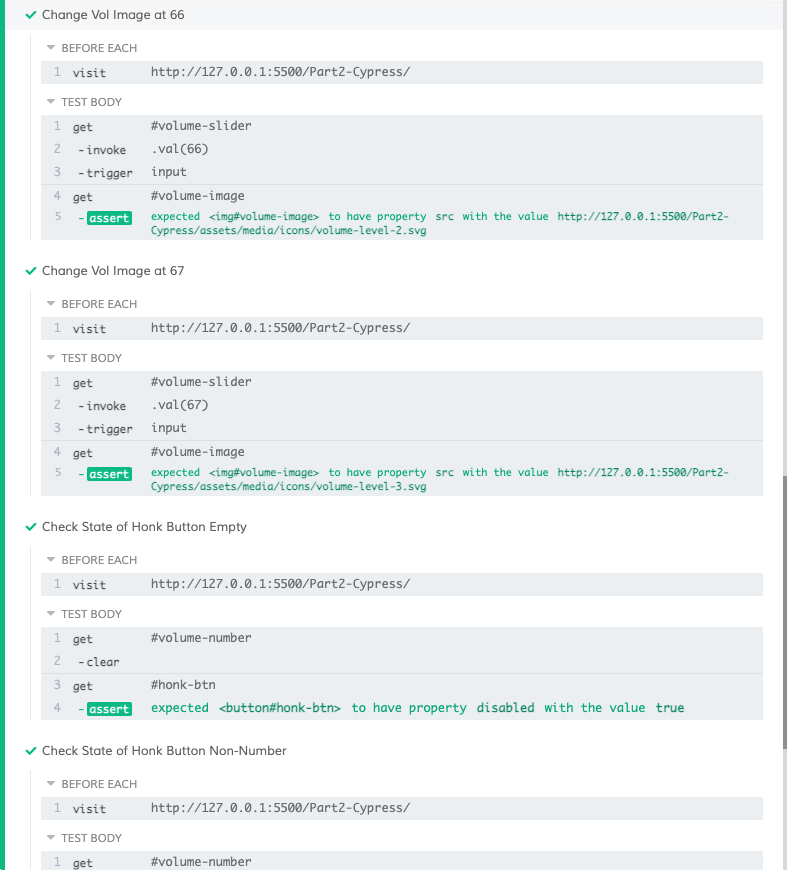 Change Vol Image at 66
BEFORE EACH
1 visit http://127.0.0.1:5500/Part2-Cypress/
TEST BODY
1 get #volume-slider
2 -invoke .val(66)
3 -trigger input
4 get #volume-image
5 -assert expected <img#volume-image> to have property src with the value http://127.0.0.1:5500/Part2-
Cypress/assets/media/icons/volume-level-2.svg
Change Vol Image at 67
BEFORE EACH
1 visit http://127.0.0.1:5500/Part2-Cypress/
TEST BODY
1 get #volume-slider
2 -invoke .val(67)
3 -trigger input
4 get #volume-image
5 -assert expected <img#volume-image> to have property src with the value http://127.0.0.1:5500/Part2-
Cypress/assets/media/icons/volume-level-3.svg
Check State of Honk Button Empty
BEFORE EACH
1 visit http://127.0.0.1:5500/Part2-Cypress/
TEST BODY
1 get #volume-number
2 -clear
3 get #honk-btn
4 -assert expected <button#honk-btn> to have property disabled with the value true
Check State of Honk Button Non-Number
BEFORE EACH
1 visit http://127.0.0.1:5500/Part2-Cypress/
TEST BODY
1 get #volume-number